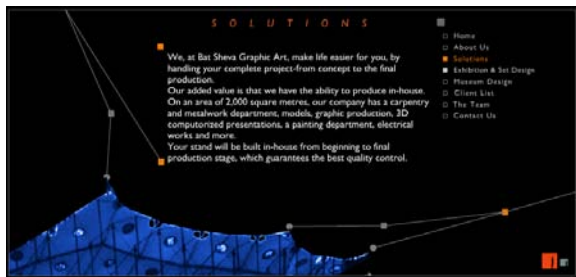 SOLUTIONS
We, at Bat Sheva Graphic Art, make life easier for you, by
handling your complete project-from concept to the final
production.
Our added value is that we have the ability to produce in-house.
On an area of 2,000 square metres, our company has a carpentry
and metalwork department, models, graphic production, 3D
computorized presentations, a painting department, electrical
works and more.
Your stand will be built in-house from beginning to final
production stage, which guarantees the best quality control.
Home
About Us
Solutions
Exhibition & Set Design
Museum Design
Client List
The Team
Contact Us